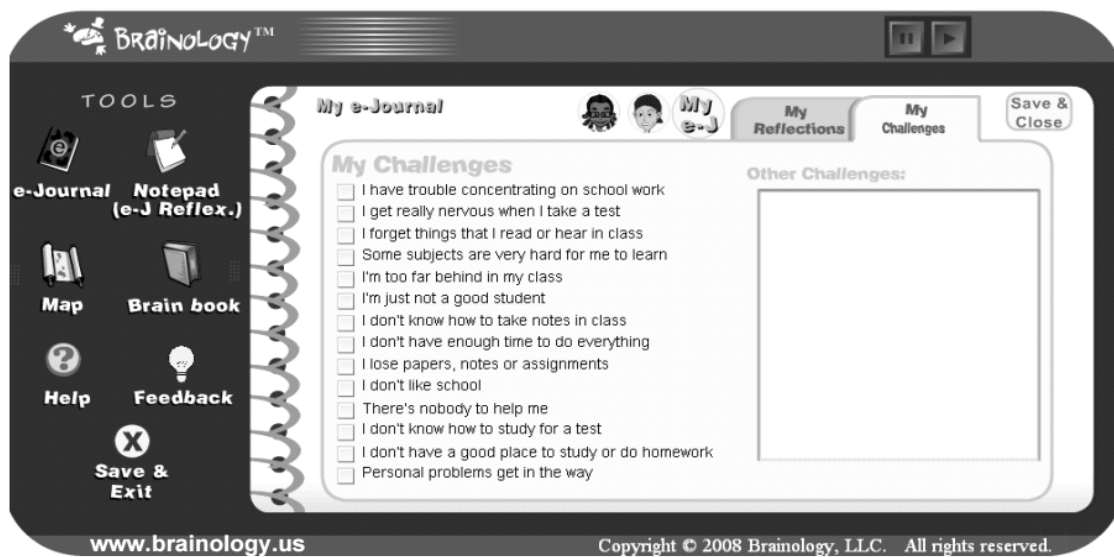 BRaiNOLOGY™
TOOLS
e-Journal
Notepad
(e-J Reflex.)
Map
Brain book
Help
Feedback
Save &
Exit
My e-Journal
My
e-J
My
Reflections
My
Challenges
Save &
Close
My Challenges
I have trouble concentrating on school work
I get really nervous when I take a test
I forget things that I read or hear in class
Some subjects are very hard for me to learn
I'm too far behind in my class
I'm just not a good student
I don't know how to take notes in class
I don't have enough time to do everything
I lose papers, notes or assignments
I don't like school
There's nobody to help me
I don't know how to study for a test
I don't have a good place to study or do homework
Personal problems get in the way
Other Challenges:
www.brainology.us
Copyright © 2008 Brainology, LLC. All rights reserved.